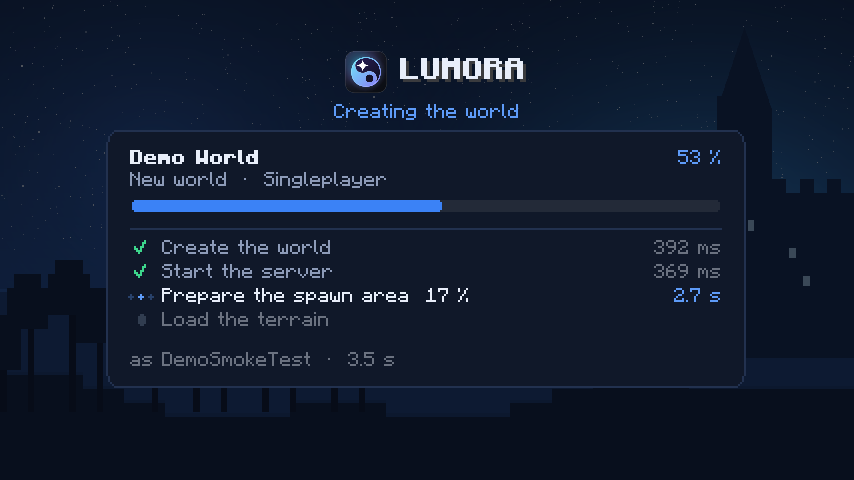 LUMORA
Creating the world
Demo World 53 %
New world · Singleplayer
Create the world 392 ms
Start the server 369 ms
Prepare the spawn area 17 % 2.7 s
Load the terrain
as DemoSmokeTest · 3.5 s